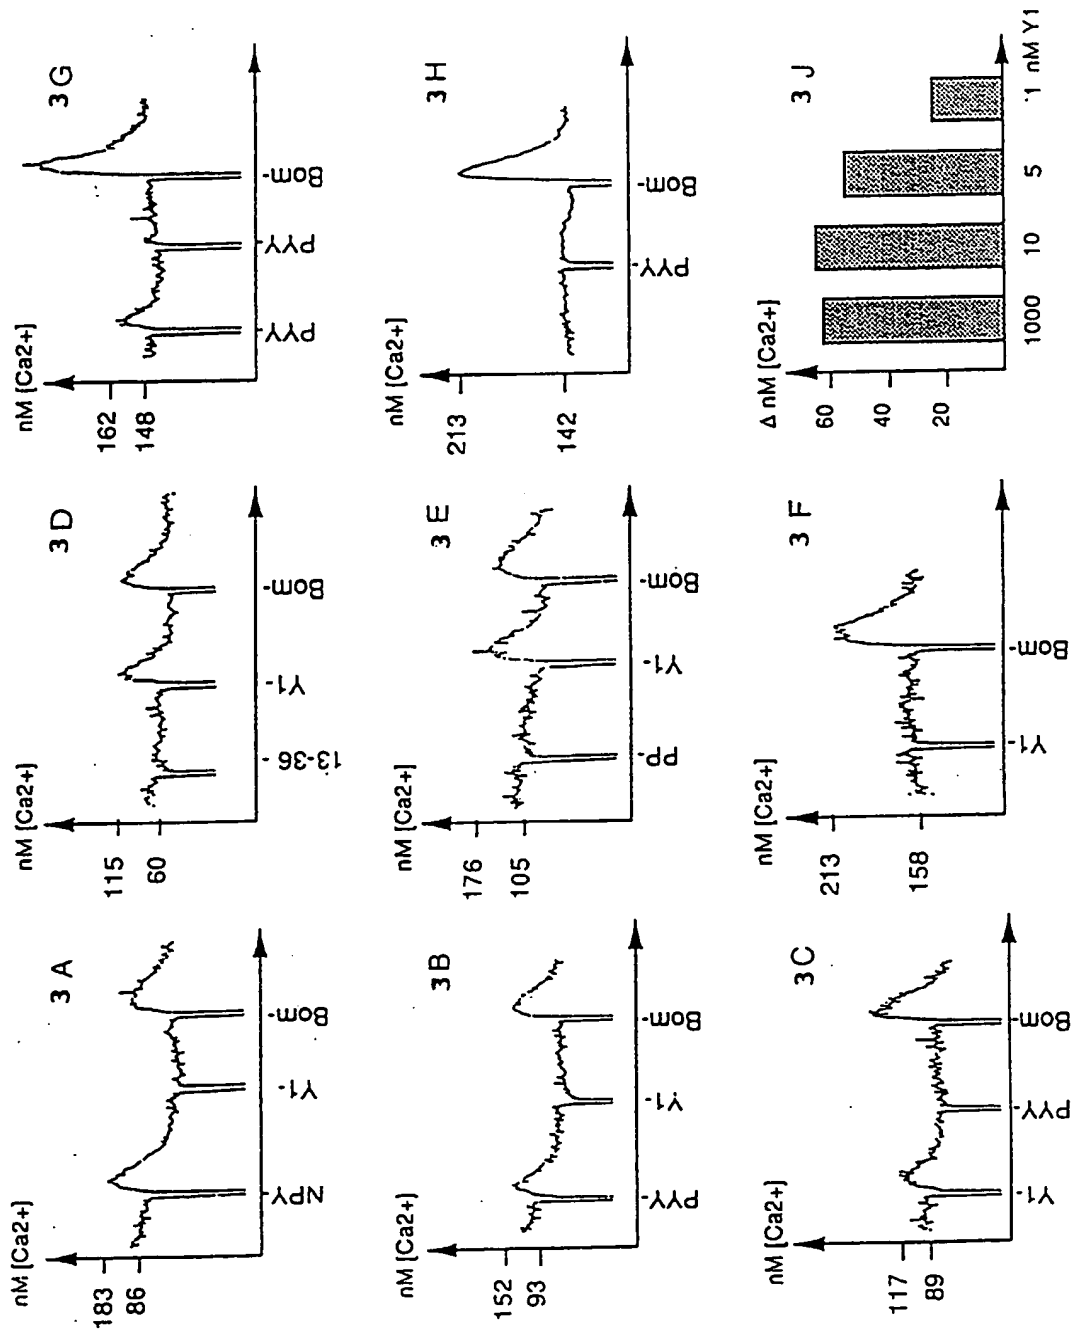 3 A
nM [Ca2+]
183
86
NPY-
Y1-
Bom-
3 D
nM [Ca2+]
115
60
13-36 -
Y1-
Bom-
3 G
nM [Ca2+]
162
148
PYY
PYY
Bom-
3 B
nM [Ca2+]
152
93
PYY-
Y1-
Bom-
3 E
nM [Ca2+]
176
105
PP-
Y1-
Bom-
3 H
nM [Ca2+]
213
142
PYY-
Bom-
3 C
nM [Ca2+]
117
89
Y1-
PYY-
Bom-
3 F
nM [Ca2+]
213
158
Y1
Bom-
3 J
Δ nM [Ca2+]
60
40
20
1000 10 5 1 nM Y1